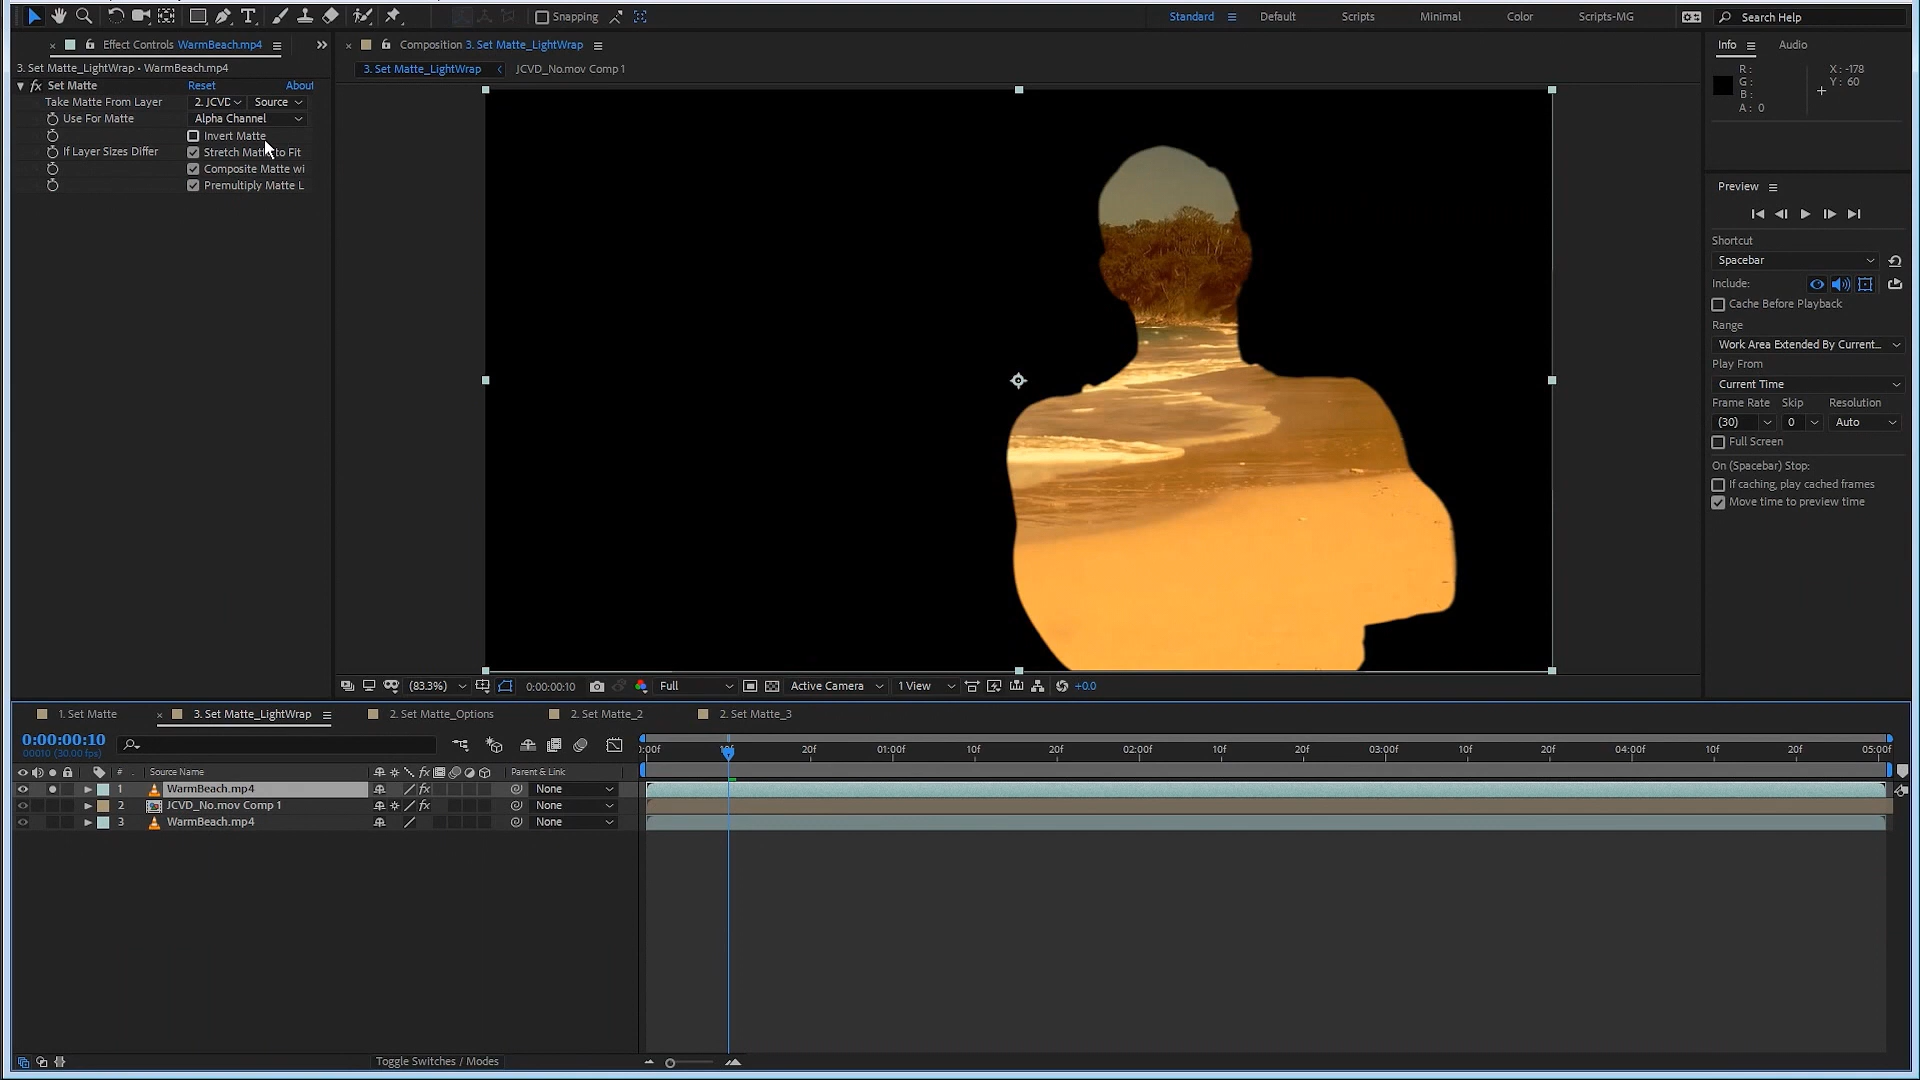 Snapping
Standard
Default
Scripts
Minimal
Color
Scripts-MG
Search Help
Effect Controls WarmBeach.mp4
3. Set Matte_LightWrap • WarmBeach.mp4
fx Set Matte Reset About
Take Matte From Layer 2. JCVD Source
Use For Matte Alpha Channel
Invert Matte
If Layer Sizes Differ Stretch Matte to Fit
Composite Matte wi
Premultiply Matte L
Composition 3. Set Matte_LightWrap
3. Set Matte_LightWrap JCVD_No.mov Comp 1
(83.3%) 0:00:00:10 Full Active Camera 1 View +0.0
Info Audio
R : X : -178
G : Y : 60
B :
A : 0
Preview
Shortcut
Spacebar
Include:
Cache Before Playback
Range
Work Area Extended By Current...
Play From
Current Time
Frame Rate Skip Resolution
(30) 0 Auto
Full Screen
On (Spacebar) Stop:
If caching, play cached frames
Move time to preview time
1. Set Matte 3. Set Matte_LightWrap 2. Set Matte_Options 2. Set Matte_2 2. Set Matte_3
0:00:00:10
00010 (30.00 fps)
):00f 10f 20f 01:00f 10f 20f 02:00f 10f 20f 03:00f 10f 20f 04:00f 10f 20f 05:00f
# Source Name fx Parent & Link
1 WarmBeach.mp4 fx None
2 JCVD_No.mov Comp 1 fx None
3 WarmBeach.mp4 None
Toggle Switches / Modes